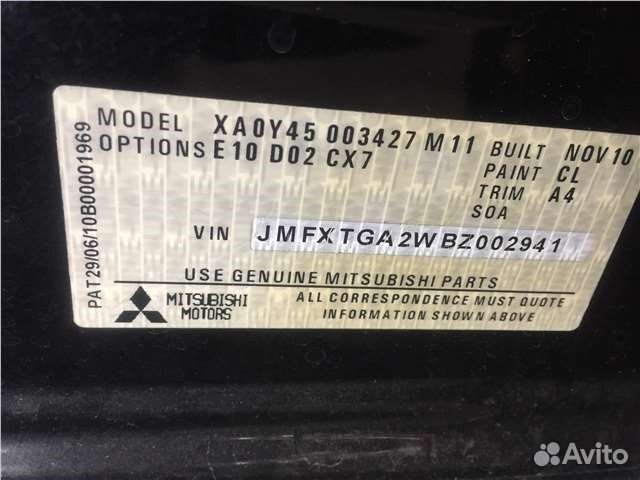 MODEL XA0Y45 003427 M11 BUILT NOV10
OPTIONS E10 D02 CX7 PAINT CL
TRIM A4
SOA
VIN JMFXTGA2WBZ002941
USE GENUINE MITSUBISHI PARTS
MITSUBISHI MOTORS
ALL CORRESPONDENCE MUST QUOTE
INFORMATION SHOWN ABOVE
PAT29/06/10B00001969
Avito